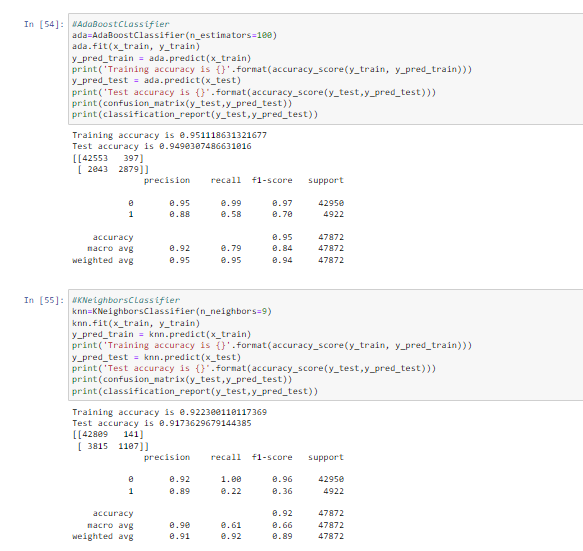 In [54]: #AdaBoostClassifier
ada=AdaBoostClassifier(n_estimators=100)
ada.fit(x_train, y_train)
y_pred_train = ada.predict(x_train)
print('Training accuracy is {}'.format(accuracy_score(y_train, y_pred_train)))
y_pred_test = ada.predict(x_test)
print('Test accuracy is {}'.format(accuracy_score(y_test,y_pred_test)))
print(confusion_matrix(y_test,y_pred_test))
print(classification_report(y_test,y_pred_test))
Training accuracy is 0.951118631321677
Test accuracy is 0.9490307486631016
[[42553 397]
[ 2043 2879]]
precision recall f1-score support
0 0.95 0.99 0.97 42950
1 0.88 0.58 0.70 4922
accuracy 0.95 47872
macro avg 0.92 0.79 0.84 47872
weighted avg 0.95 0.95 0.94 47872
In [55]: #KNeighborsClassifier
knn=KNeighborsClassifier(n_neighbors=9)
knn.fit(x_train, y_train)
y_pred_train = knn.predict(x_train)
print('Training accuracy is {}'.format(accuracy_score(y_train, y_pred_train)))
y_pred_test = knn.predict(x_test)
print('Test accuracy is {}'.format(accuracy_score(y_test,y_pred_test)))
print(confusion_matrix(y_test,y_pred_test))
print(classification_report(y_test,y_pred_test))
Training accuracy is 0.922300110117369
Test accuracy is 0.9173629679144385
[[42809 141]
[ 3815 1107]]
precision recall f1-score support
0 0.92 1.00 0.96 42950
1 0.89 0.22 0.36 4922
accuracy 0.92 47872
macro avg 0.90 0.61 0.66 47872
weighted avg 0.91 0.92 0.89 47872